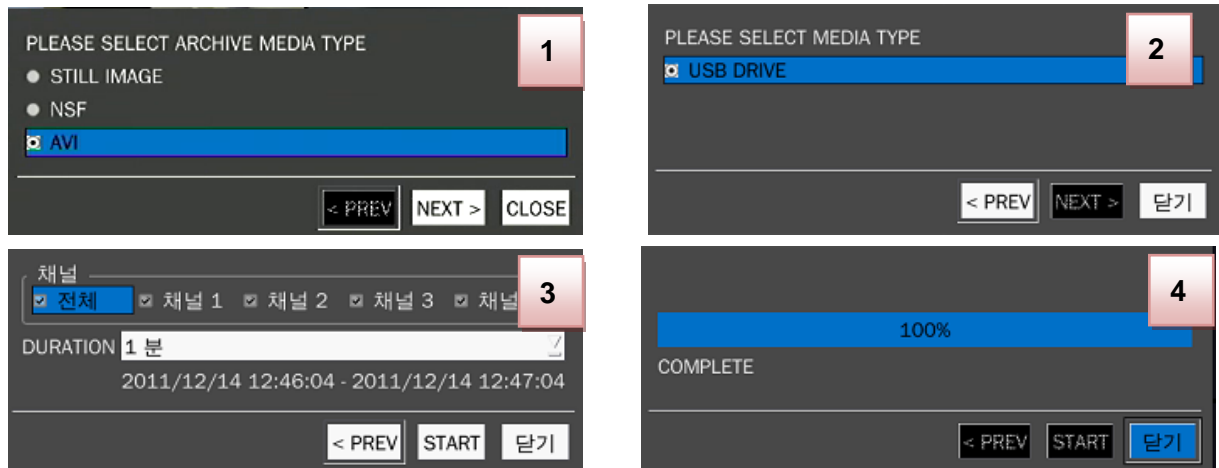 PLEASE SELECT ARCHIVE MEDIA TYPE
1
STILL IMAGE
NSF
AVI
< PREV NEXT > CLOSE
PLEASE SELECT MEDIA TYPE
2
USB DRIVE
< PREV NEXT > 닫기
채널
전체 채널 1 채널 2 채널 3 채널
3
DURATION 1 분
2011/12/14 12:46:04 - 2011/12/14 12:47:04
< PREV START 닫기
4
100%
COMPLETE
< PREV START 닫기